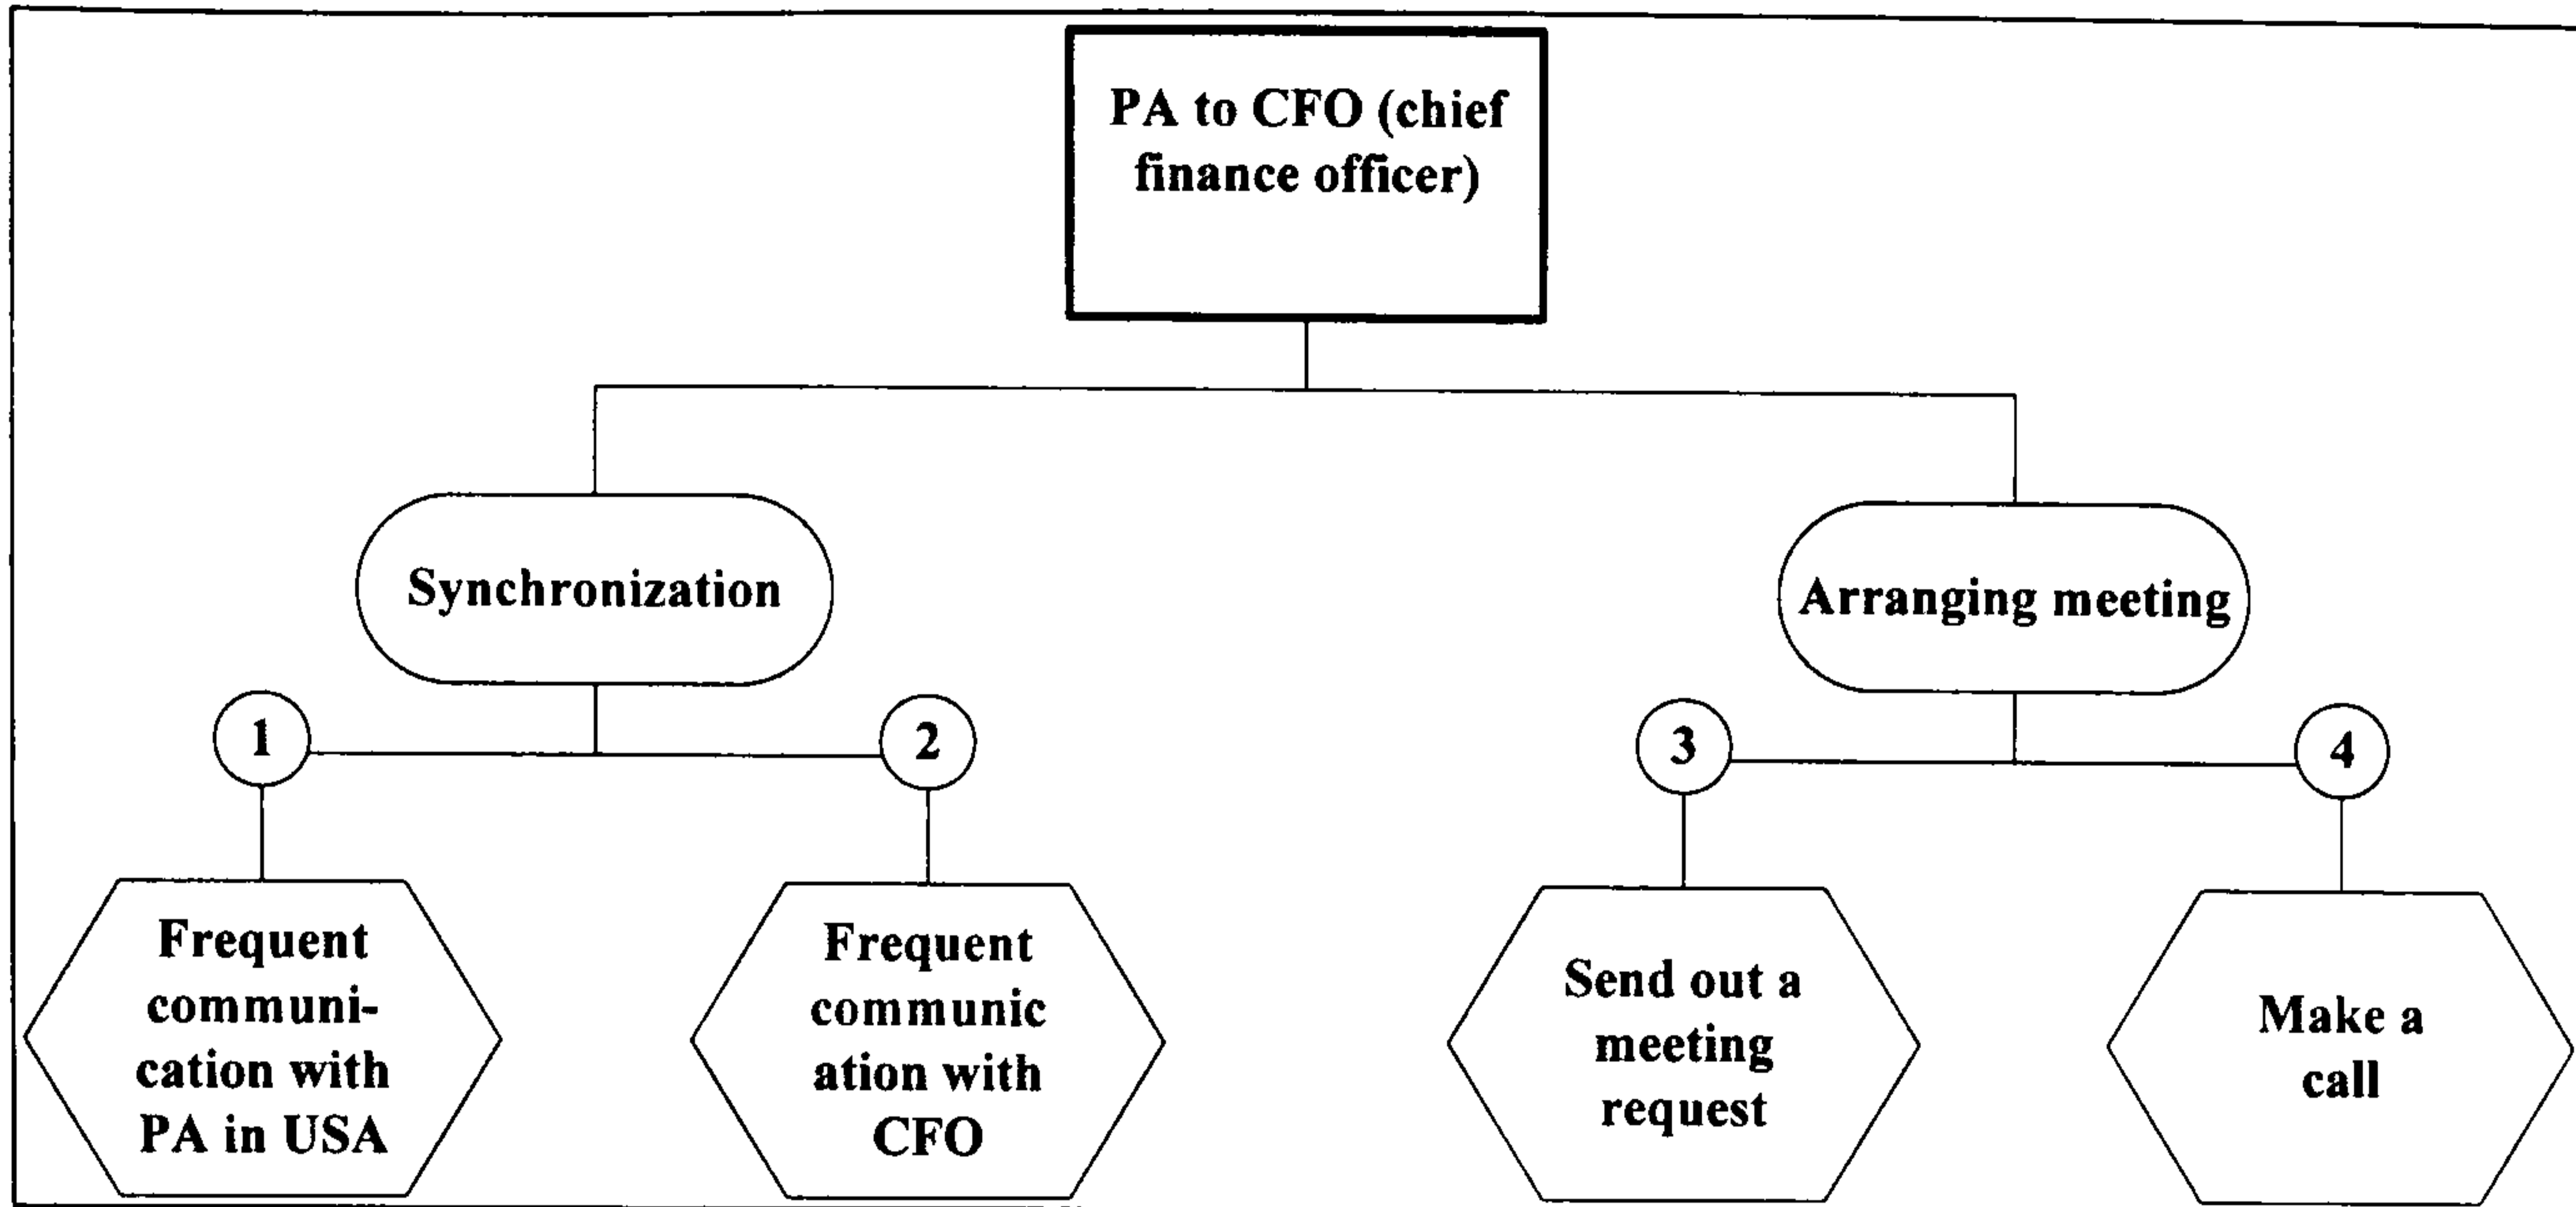 PA to CFO (chief
finance officer)
Synchronization
Arranging meeting
1
2
3
4
Frequent
communi-
cation with
PA in USA
Frequent
communic
ation with
CFO
Send out a
meeting
request
Make a
call